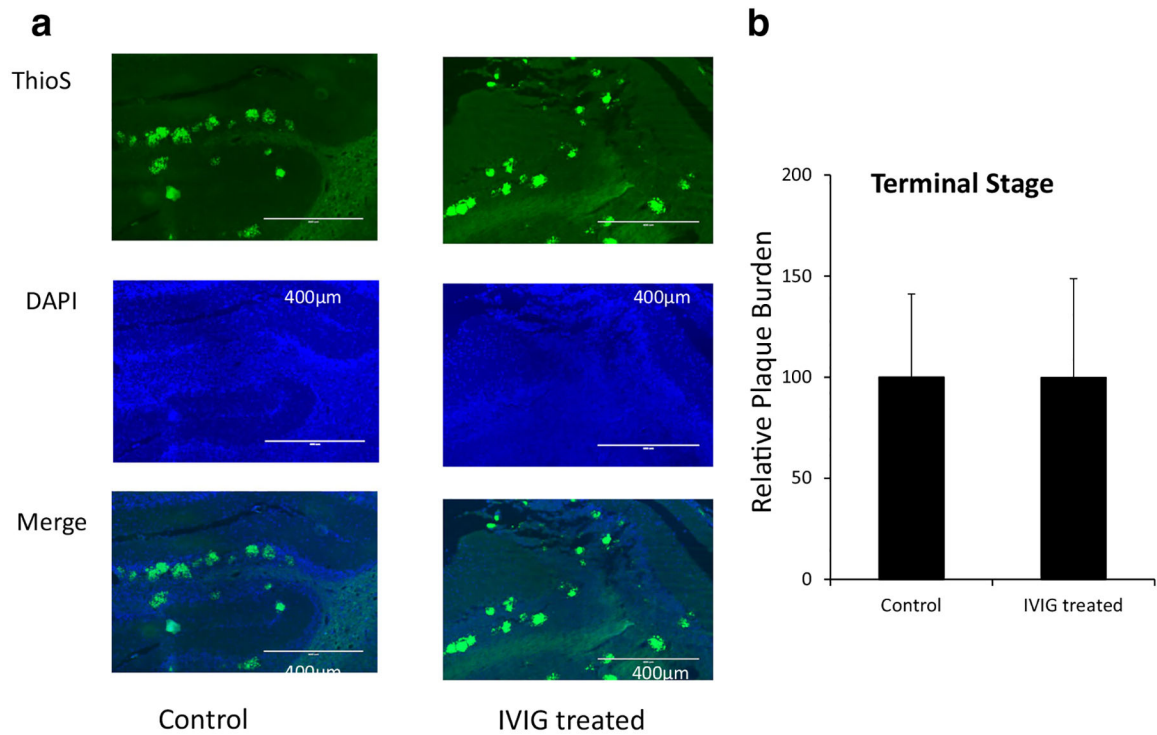 a
b
ThioS
DAPI
400µm
400µm
Merge
400µm
400µm
Control
IVIG treated
Terminal Stage
Relative Plaque Burden
200
150
100
50
0
Control
IVIG treated